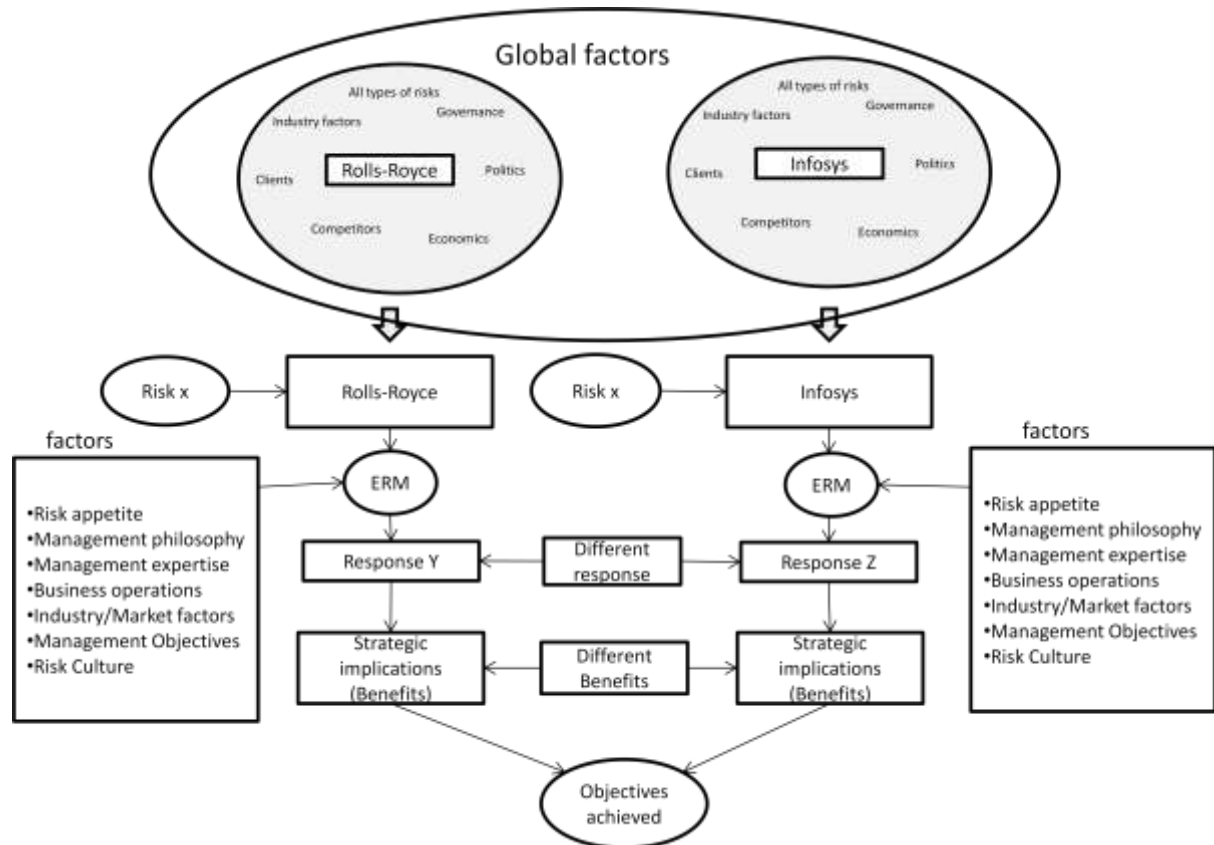 Global factors
All types of risks
Governance
Industry factors
Rolls-Royce
Politics
Clients
Competitors
Economics
All types of risks
Governance
Industry factors
Infosys
Politics
Clients
Competitors
Economics
Risk x
Rolls-Royce
Risk x
Infosys
factors
•Risk appetite
•Management philosophy
•Management expertise
•Business operations
•Industry/Market factors
•Management Objectives
•Risk Culture
ERM
ERM
factors
•Risk appetite
•Management philosophy
•Management expertise
•Business operations
•Industry/Market factors
•Management Objectives
•Risk Culture
Response Y
Different
response
Response Z
Strategic
implications
(Benefits)
Different
Benefits
Strategic
implications
(Benefits)
Objectives
achieved